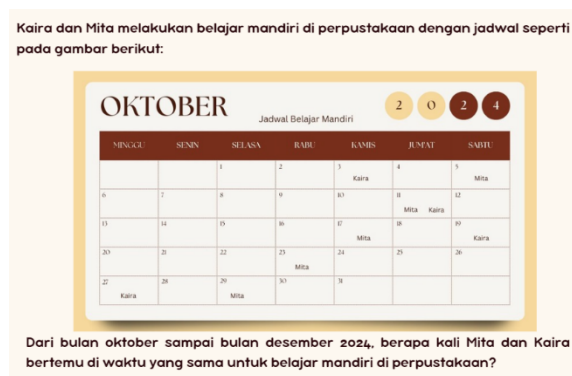 Kaira dan Mita melakukan belajar mandiri di perpustakaan dengan jadwal seperti
pada gambar berikut:
OKTOBER
Jadwal Belajar Mandiri
2 0 2 4
MINGGU SENIN SELASA RABU KAMIS JUM'AT SABTU
1 2 3 4 5
Kaira Mita
6 7 8 9 10 11 12
Mita Kaira
13 14 15 16 17 18 19
Mita Kaira
20 21 22 23 24 25 26
Mita
27 28 29 30 31
Kaira Mita
Dari bulan oktober sampai bulan desember 2024, berapa kali Mita dan Kaira
bertemu di waktu yang sama untuk belajar mandiri di perpustakaan?